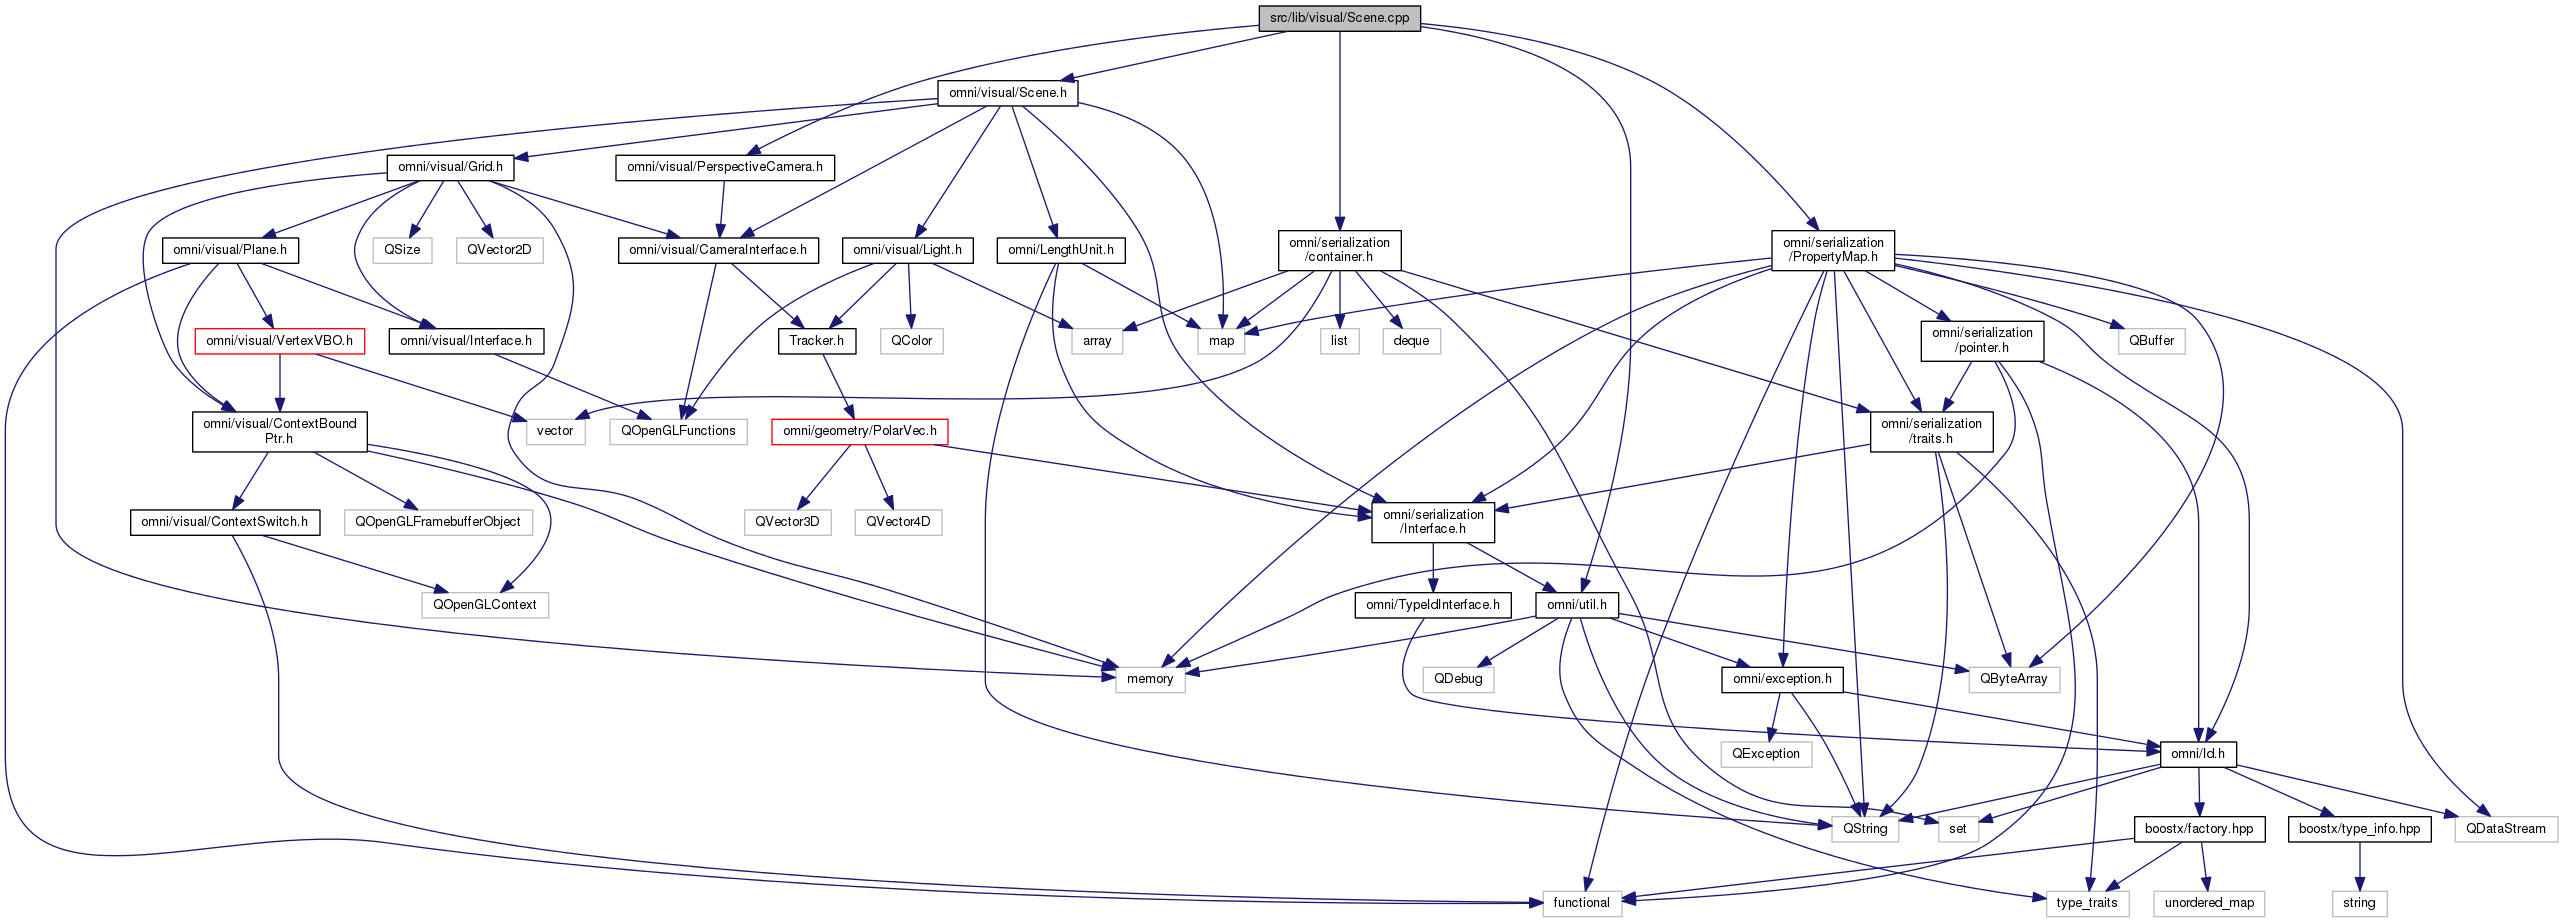 src/lib/visual/Scene.cpp
omni/visual/Scene.h
omni/visual/Grid.h
omni/visual/PerspectiveCamera.h
omni/visual/Plane.h
QSize
QVector2D
omni/visual/CameraInterface.h
omni/visual/Light.h
omni/LengthUnit.h
omni/serialization
/container.h
omni/serialization
/PropertyMap.h
omni/visual/VertexVBO.h
omni/visual/Interface.h
Tracker.h
QColor
array
map
list
deque
omni/serialization
/pointer.h
QBuffer
omni/visual/ContextBound
Ptr.h
vector
QOpenGLFunctions
omni/geometry/PolarVec.h
omni/serialization
/traits.h
omni/visual/ContextSwitch.h
QOpenGLFramebufferObject
QVector3D
QVector4D
omni/serialization
/Interface.h
QOpenGLContext
omni/TypeIdInterface.h
omni/util.h
memory
QDebug
omni/exception.h
QByteArray
QException
omni/Id.h
QString
set
boostx/factory.hpp
boostx/type_info.hpp
QDataStream
functional
type_traits
unordered_map
string